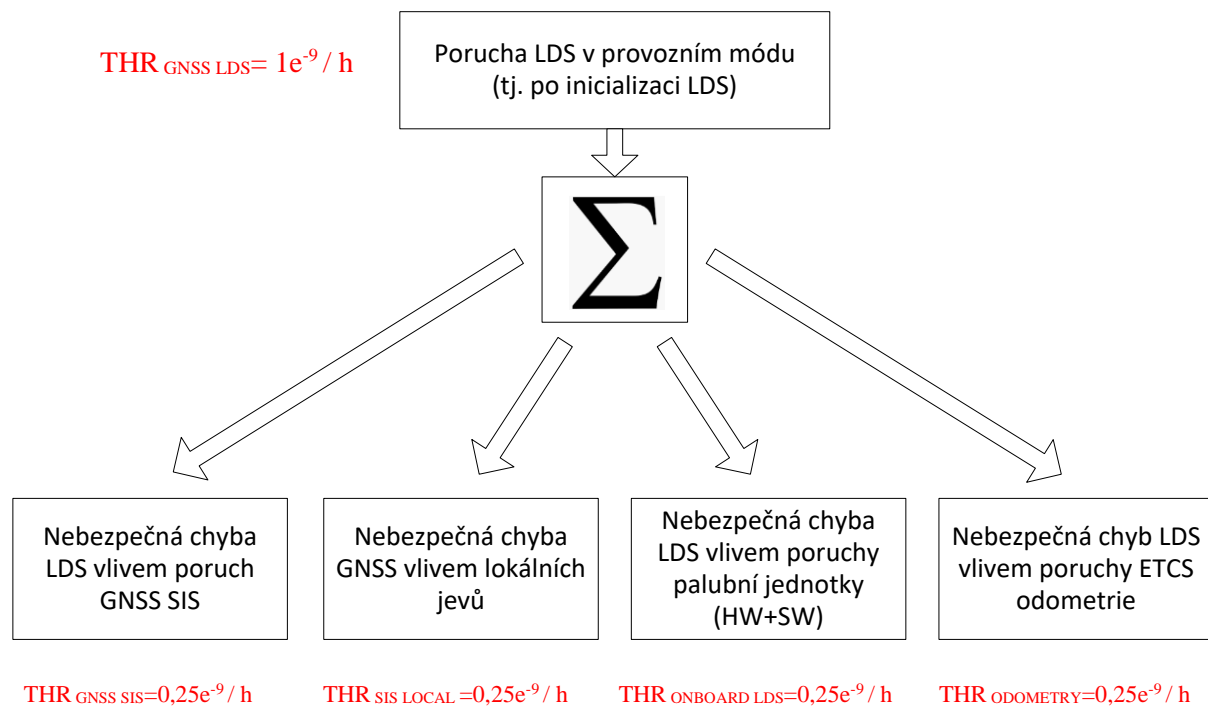 THR GNSS LDS= 1e-9 / h
Porucha LDS v provozním módu
(tj. po inicializaci LDS)
Σ
Nebezpečná chyba
LDS vlivem poruch
GNSS SIS
Nebezpečná chyba
GNSS vlivem lokálních
jevů
Nebezpečná chyba
LDS vlivem poruchy
palubní jednotky
(HW+SW)
Nebezpečná chyb LDS
vlivem poruchy ETCS
odometrie
THR GNSS SIS=0,25e-9 / h
THR SIS LOCAL =0,25e-9 / h
THR ONBOARD LDS=0,25e-9 / h
THR ODOMETRY=0,25e-9 / h